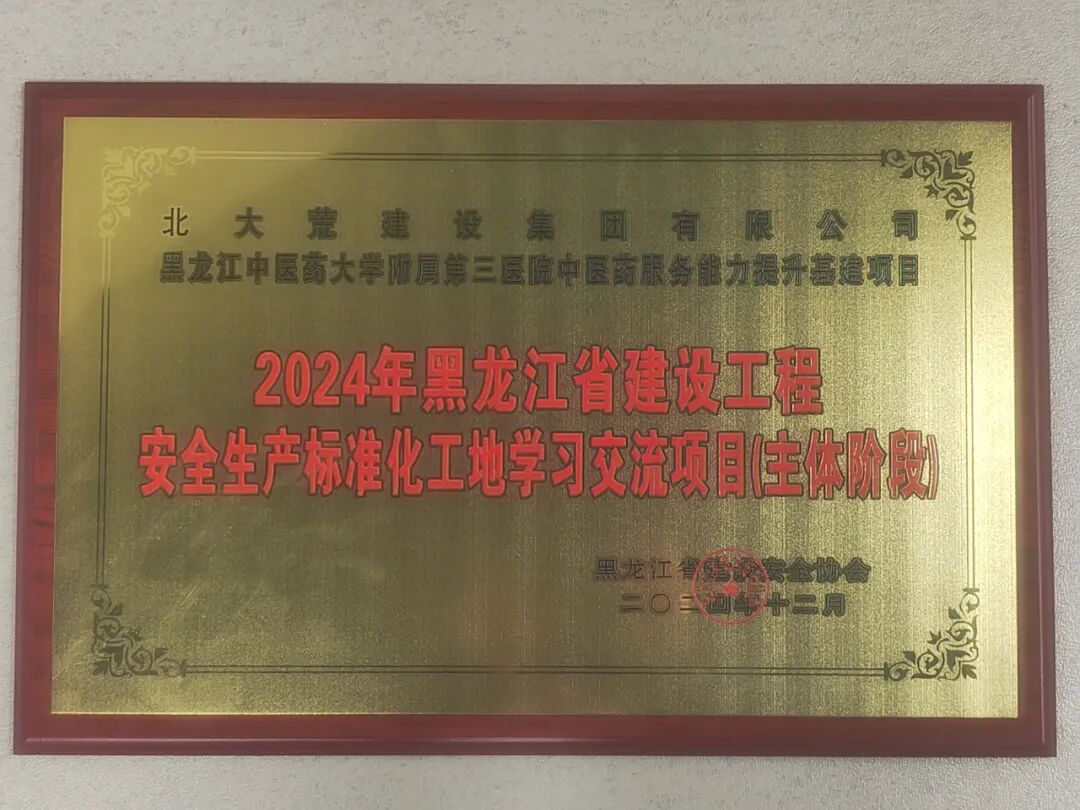 北大荒建设集团有限公司
黑龙江中医药大学附属第三医院中医药服务能力提升基建项目
2024年黑龙江省建设工程
安全生产标准化工地学习交流项目(主体阶段)
黑龙江省建设安全协会
二〇二四年十二月